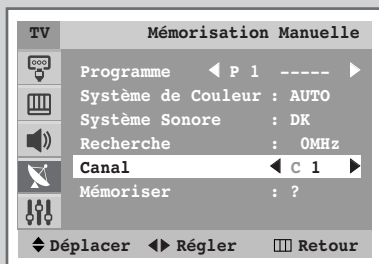 TV Mémorisation Manuelle
Programme ◀ P 1 ----- ▶
Système de Couleur : AUTO
Système Sonore : DK
Recherche : 0MHz
Canal ◀ C 1 ▶
Mémoriser : ?
Déplacer Régler Retour